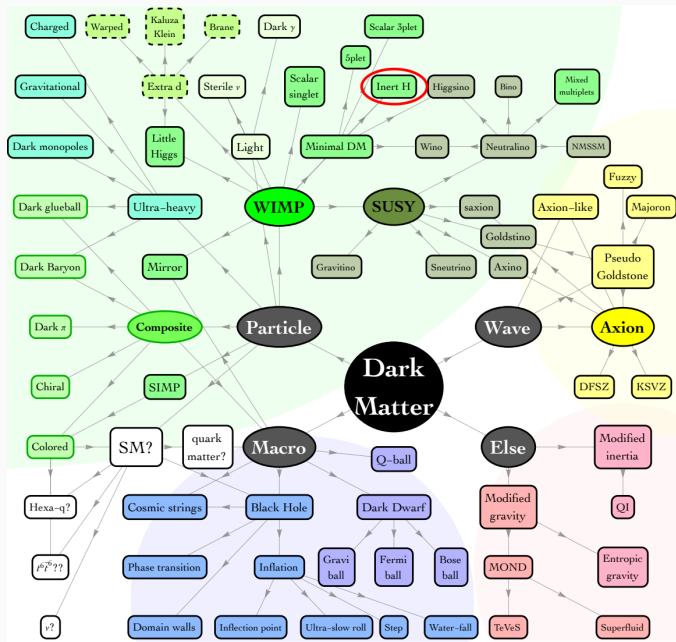 Charged
Warped
Kaluza
Klein
Brane
Dark γ
Scalar 3plet
5plet
Gravitational
Extra d
Sterile ν
Scalar
singlet
Inert H
Higgsino
Bino
Mixed
multiplets
Dark monopoles
Little
Higgs
Light
Minimal DM
Wino
Neutralino
NMSSM
Dark glueball
Ultra-heavy
WIMP
SUSY
saxion
Axion-like
Fuzzy
Majoron
Goldstino
Dark Baryon
Mirror
Gravitino
Sneutrino
Axino
Pseudo
Goldstone
Dark π
Composite
Particle
Wave
Axion
Chiral
SIMP
Dark
Matter
DFSZ
KSVZ
Colored
SM?
quark
matter?
Macro
Q-ball
Else
Modified
inertia
Hexa-q?
Cosmic strings
Black Hole
Dark Dwarf
Modified
gravity
QI
t⁶t̄⁶??
Phase transition
Inflation
Gravi
ball
Fermi
ball
Bose
ball
MOND
Entropic
gravity
ν?
Domain walls
Inflection point
Ultra-slow roll
Step
Water-fall
TeVeS
Superfluid